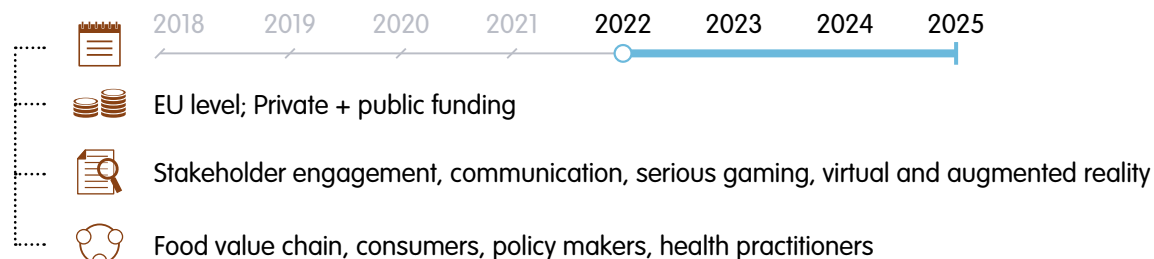 2018 2019 2020 2021 2022 2023 2024 2025
EU level; Private + public funding
Stakeholder engagement, communication, serious gaming, virtual and augmented reality
Food value chain, consumers, policy makers, health practitioners